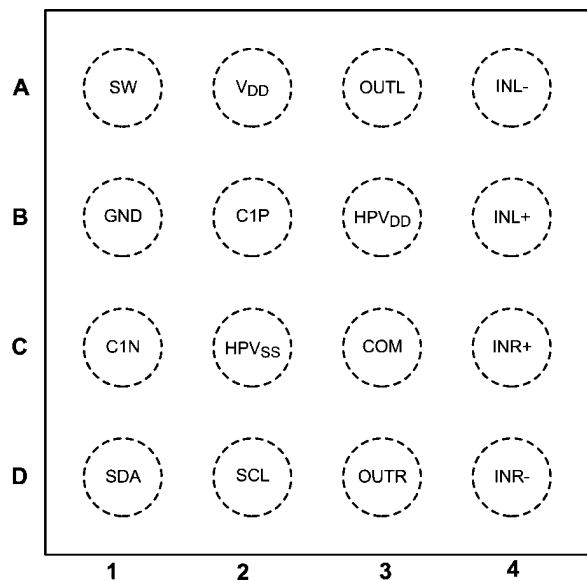 A SW VDD OUTL INL-
B GND C1P HPVDD INL+
C C1N HPVSS COM INR+
D SDA SCL OUTR INR-
1 2 3 4